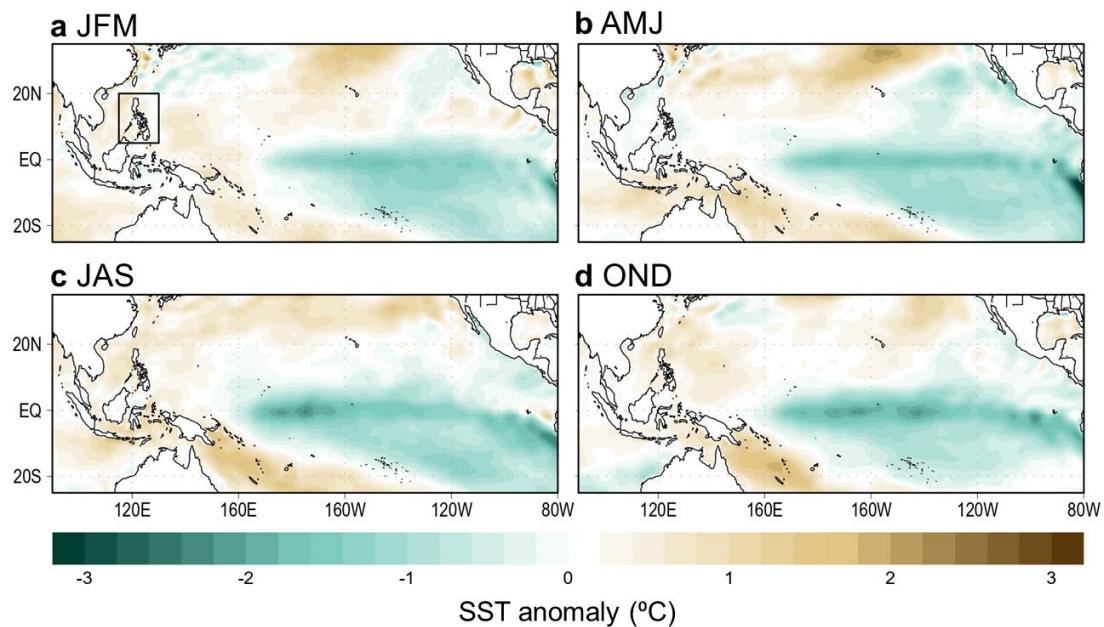 a JFM
b AMJ
20N
EQ
20S
c JAS
d OND
20N
EQ
20S
120E 160E 160W 120W 80W
120E 160E 160W 120W 80W
-3 -2 -1 0 1 2 3
SST anomaly (ºC)